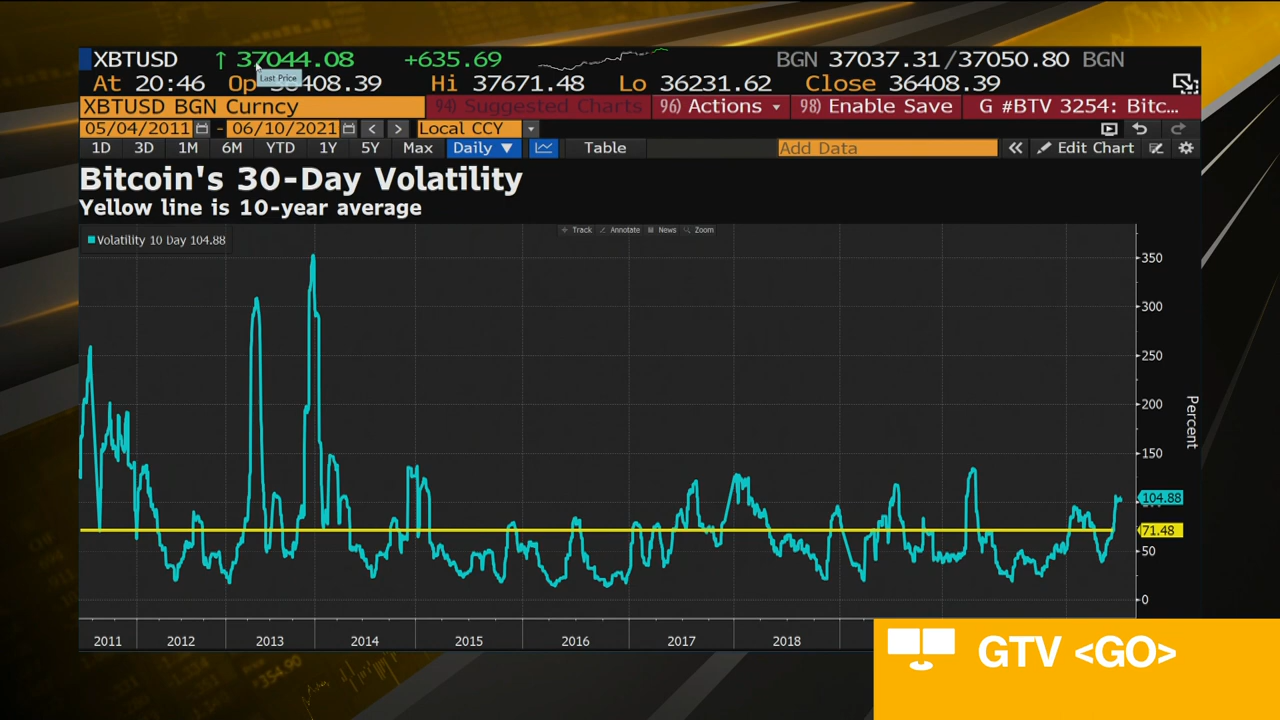 XBTUSD ↑ 37044.08 +635.69 BGN 37037.31/37050.80 BGN
At 20:46 Op 36408.39 Hi 37671.48 Lo 36231.62 Close 36408.39
Last Price
XBTUSD BGN Curncy 94) Suggested Charts 96) Actions 98) Enable Save G #BTV 3254: Bitc...
05/04/2011 - 06/10/2021 < > Local CCY
1D 3D 1M 6M YTD 1Y 5Y Max Daily ▼ Table Add Data « Edit Chart
Bitcoin's 30-Day Volatility
Yellow line is 10-year average
Volatility 10 Day 104.88
Track Annotate News Zoom
350
300
250
200
150
104.88
71.48
50
0
Percent
2011 2012 2013 2014 2015 2016 2017 2018
GTV <GO>